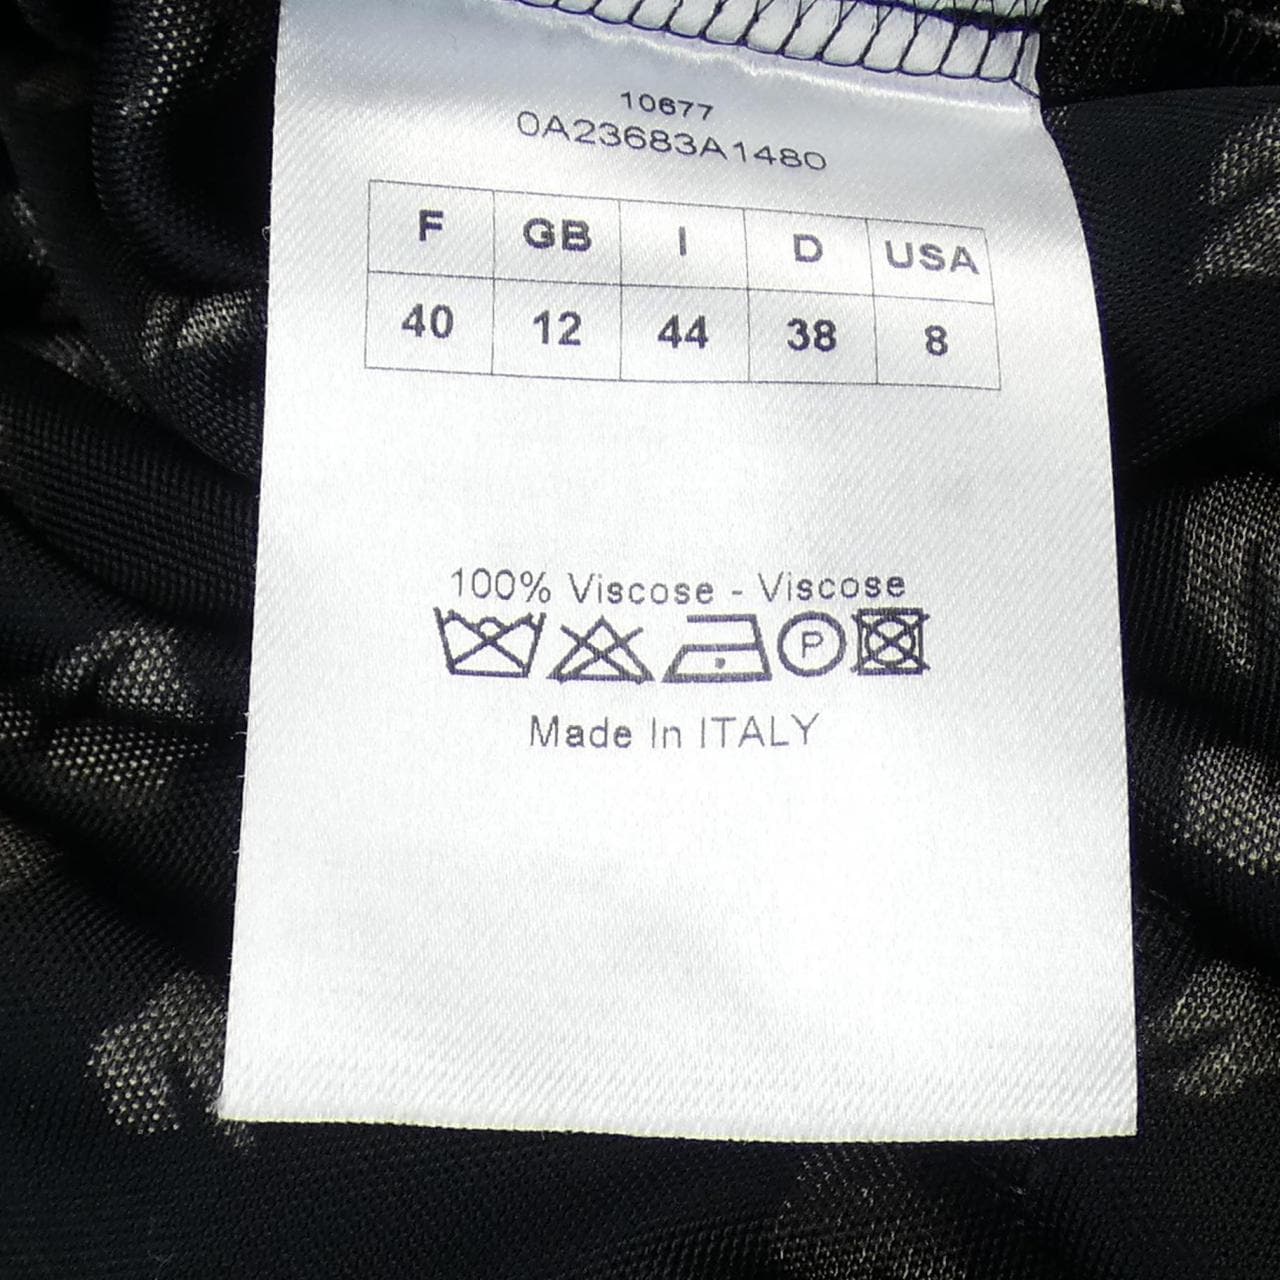 10677
0A23683A1480
F GB I D USA
40 12 44 38 8
100% Viscose - Viscose
P
Made In ITALY